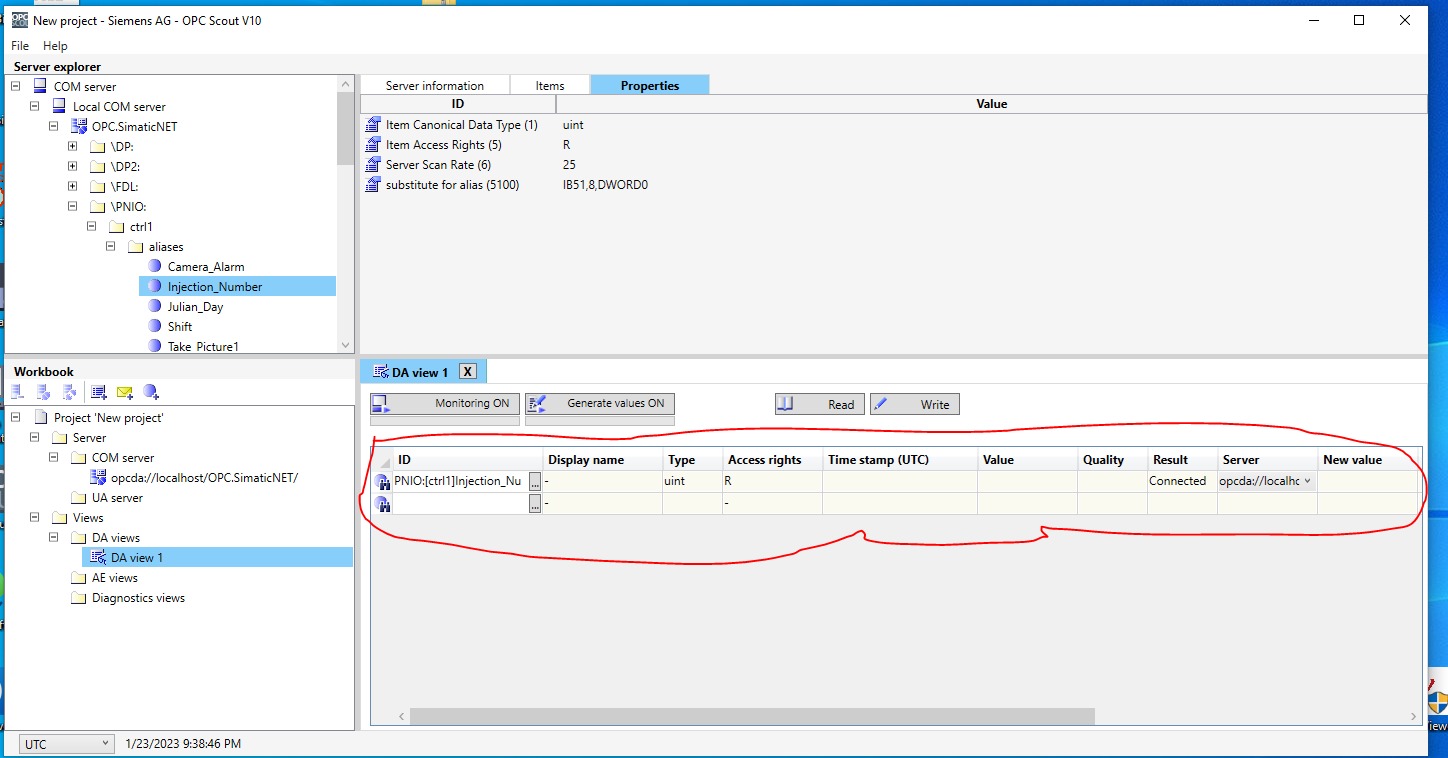 New project - Siemens AG - OPC Scout V10
File Help
Server explorer
COM server
Local COM server
OPC.SimaticNET
\DP:
\DP2:
\FDL:
\PNIO:
ctrl1
aliases
Camera_Alarm
Injection_Number
Julian_Day
Shift
Take_Picture1
Server information Items Properties
ID Value
Item Canonical Data Type (1) uint
Item Access Rights (5) R
Server Scan Rate (6) 25
substitute for alias (5100) IB51,8,DWORD0
Workbook
Project 'New project'
Server
COM server
opcda://localhost/OPC.SimaticNET/
UA server
Views
DA views
DA view 1
AE views
Diagnostics views
DA view 1 X
Monitoring ON Generate values ON Read Write
ID Display name Type Access rights Time stamp (UTC) Value Quality Result Server New value
PNIO:[ctrl1]Injection_Nu ... - uint R Connected opcda://localhc
... - -
UTC 1/23/2023 9:38:46 PM